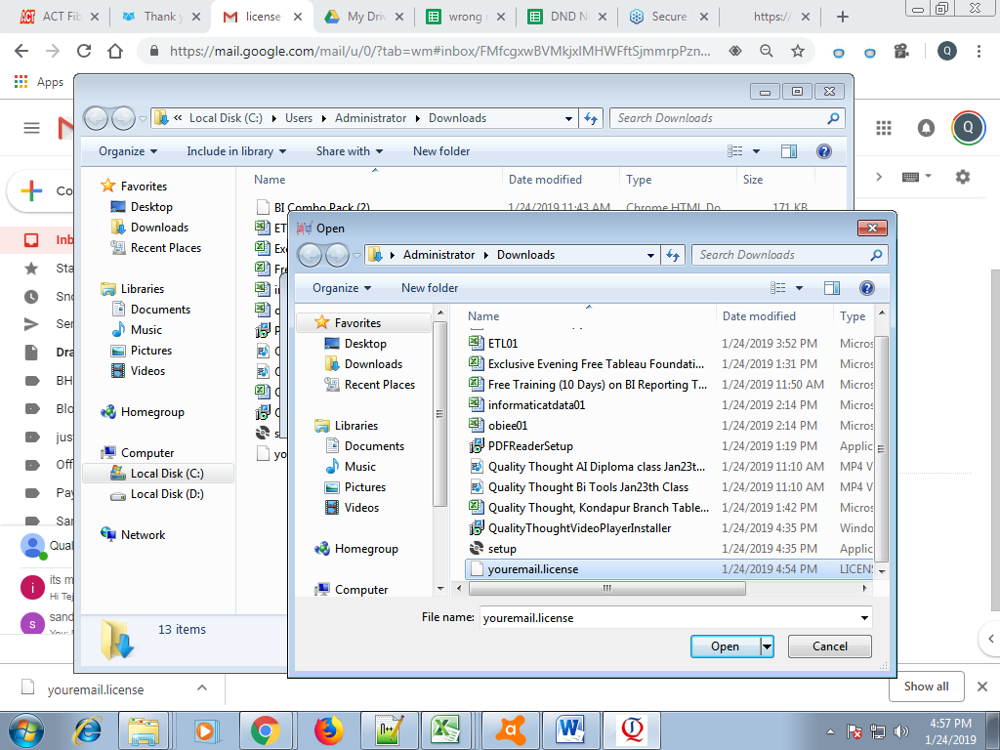 ACT Fib
Thank y
license
My Driv
wrong
DND N
Secure
https:/
https://mail.google.com/mail/u/0/?tab=wm#inbox/FMfcgxwBVMkjxlMHWFftSjmmrpPzn...
Q
Apps
« Local Disk (C:) Users Administrator Downloads
Search Downloads
Organize Include in library Share with New folder
Name Date modified Type Size
Favorites
Desktop
Downloads
Recent Places
Libraries
Documents
Music
Pictures
Videos
Homegroup
Computer
Local Disk (C:)
Local Disk (D:)
Network
BI Combo Pack (2) 1/24/2019 11:43 AM Chrome HTML Do... 171 KB
13 items
Co
Inb
Sta
Sno
Sen
Dra
BH
Blo
just
Off
Pay
San
Qual
i its m
Hi Tej
s sand
You: F
Q
Open
Administrator Downloads
Search Downloads
Organize New folder
Favorites
Desktop
Downloads
Recent Places
Libraries
Documents
Music
Pictures
Videos
Homegroup
Computer
Name Date modified Type
ETL01 1/24/2019 3:52 PM Micros
Exclusive Evening Free Tableau Foundati... 1/24/2019 1:31 PM Micros
Free Training (10 Days) on BI Reporting T... 1/24/2019 11:50 AM Micros
informaticatdata01 1/24/2019 2:14 PM Micros
obiee01 1/24/2019 2:14 PM Micros
PDFReaderSetup 1/24/2019 1:19 PM Applic
Quality Thought AI Diploma class Jan23t... 1/24/2019 11:10 AM MP4 V
Quality Thought Bi Tools Jan23th Class 1/24/2019 11:10 AM MP4 V
Quality Thought, Kondapur Branch Table... 1/24/2019 1:42 PM Micros
QualityThoughtVideoPlayerInstaller 1/24/2019 4:35 PM Windo
setup 1/24/2019 4:35 PM Applic
youremail.license 1/24/2019 4:54 PM LICEN
File name: youremail.license
Open Cancel
youremail.license
Show all
4:57 PM
1/24/2019